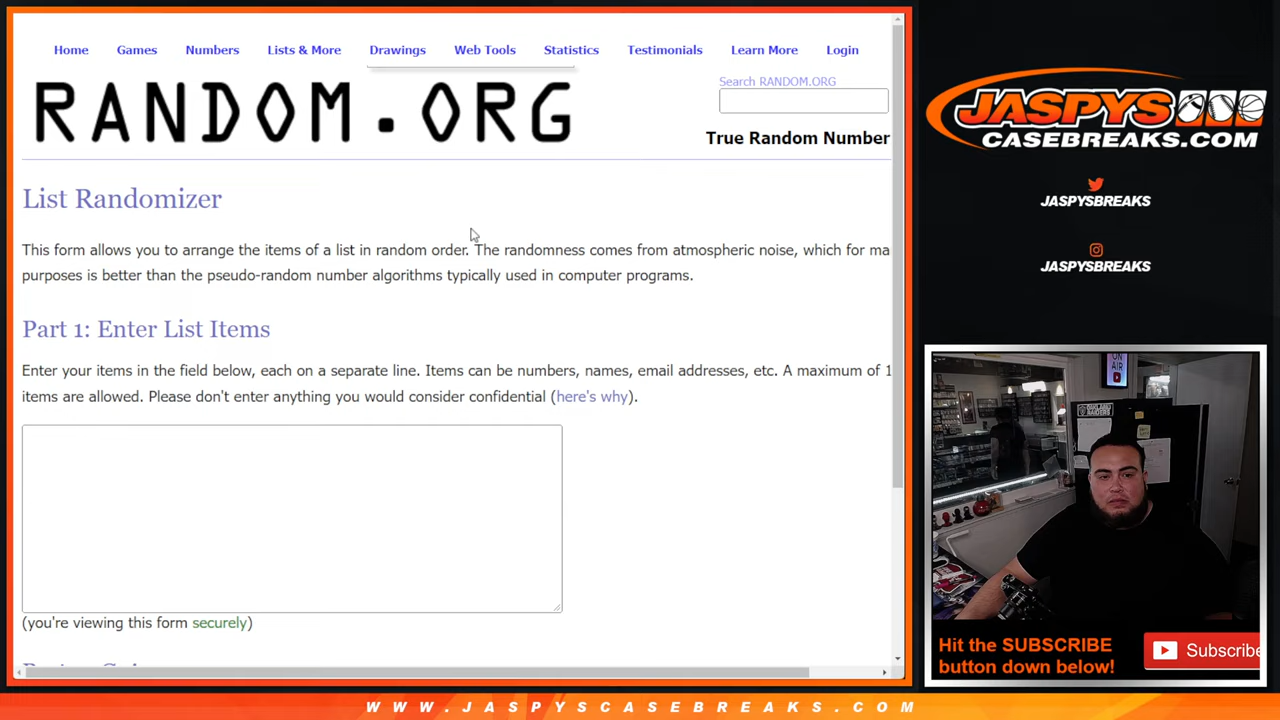 Home Games Numbers Lists & More Drawings Web Tools Statistics Testimonials Learn More Login
RANDOM.ORG
Search RANDOM.ORG
True Random Number
List Randomizer
This form allows you to arrange the items of a list in random order. The randomness comes from atmospheric noise, which for ma
purposes is better than the pseudo-random number algorithms typically used in computer programs.
Part 1: Enter List Items
Enter your items in the field below, each on a separate line. Items can be numbers, names, email addresses, etc. A maximum of 1
items are allowed. Please don't enter anything you would consider confidential (here's why).
(you're viewing this form securely)
JASPYS
CASEBREAKS.COM
JASPYSBREAKS
JASPYSBREAKS
ON
AIR
OAKLAND
RAIDERS
Hit the SUBSCRIBE
button down below!
Subscribe
WWW.JASPYSCASEBREAKS.COM